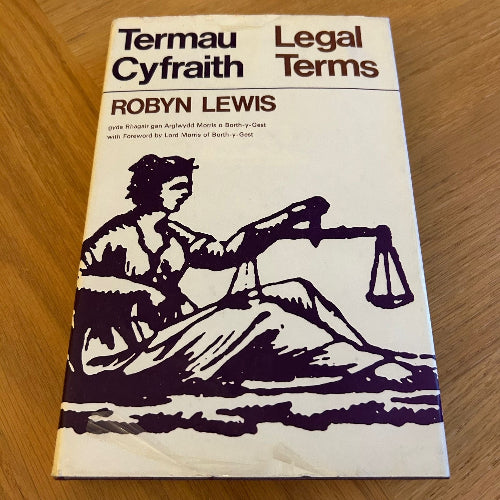 Termau Legal
Cyfraith Terms
ROBYN LEWIS
gyda Rhagair gan Arglwydd Morris o Borth-y-Gest
with Foreword by Lord Morris of Borth-y-Gest